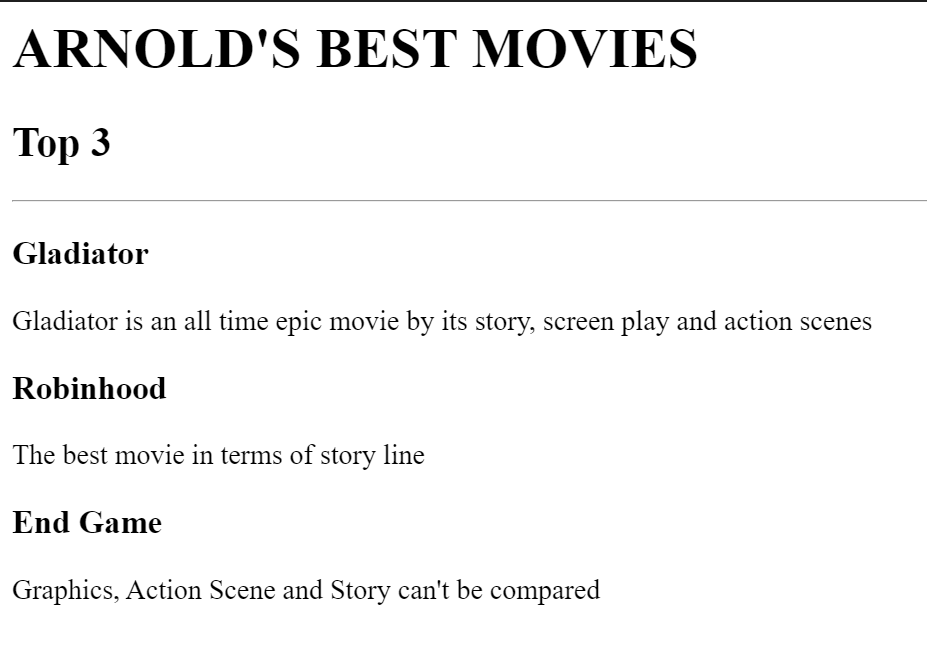 ARNOLD'S BEST MOVIES
Top 3
Gladiator
Gladiator is an all time epic movie by its story, screen play and action scenes
Robinhood
The best movie in terms of story line
End Game
Graphics, Action Scene and Story can't be compared